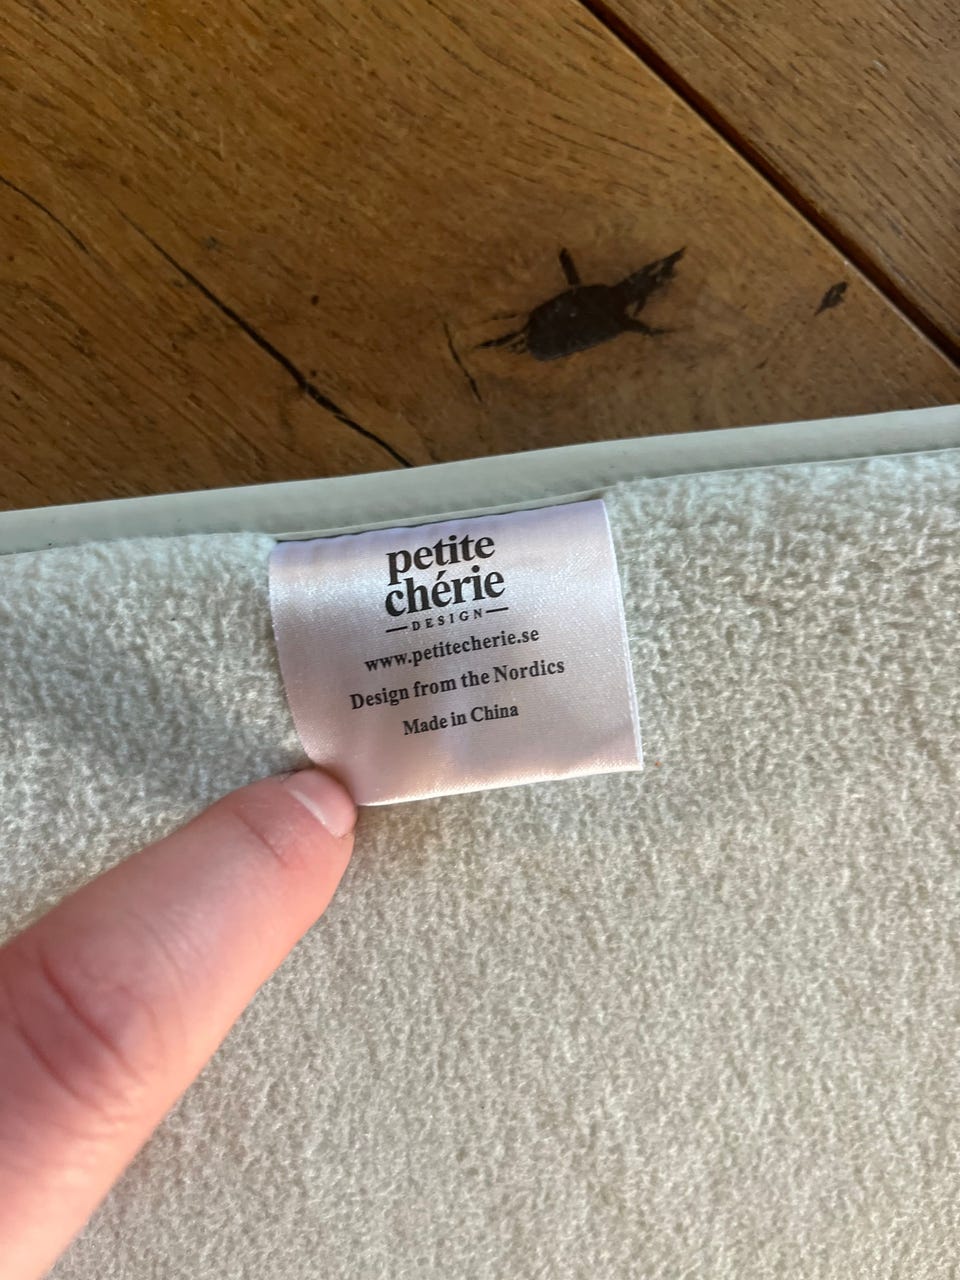 petite
chérie
DESIGN
www.petitecherie.se
Design from the Nordics
Made in China